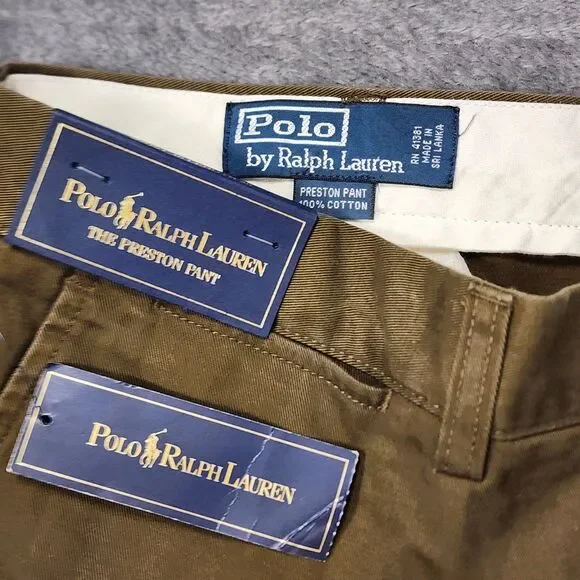 Polo
by Ralph Lauren
RN 41381
MADE IN
SRI LANKA
PRESTON PANT
100% COTTON
POLO RALPH LAUREN
THE PRESTON PANT
POLO RALPH LAUREN